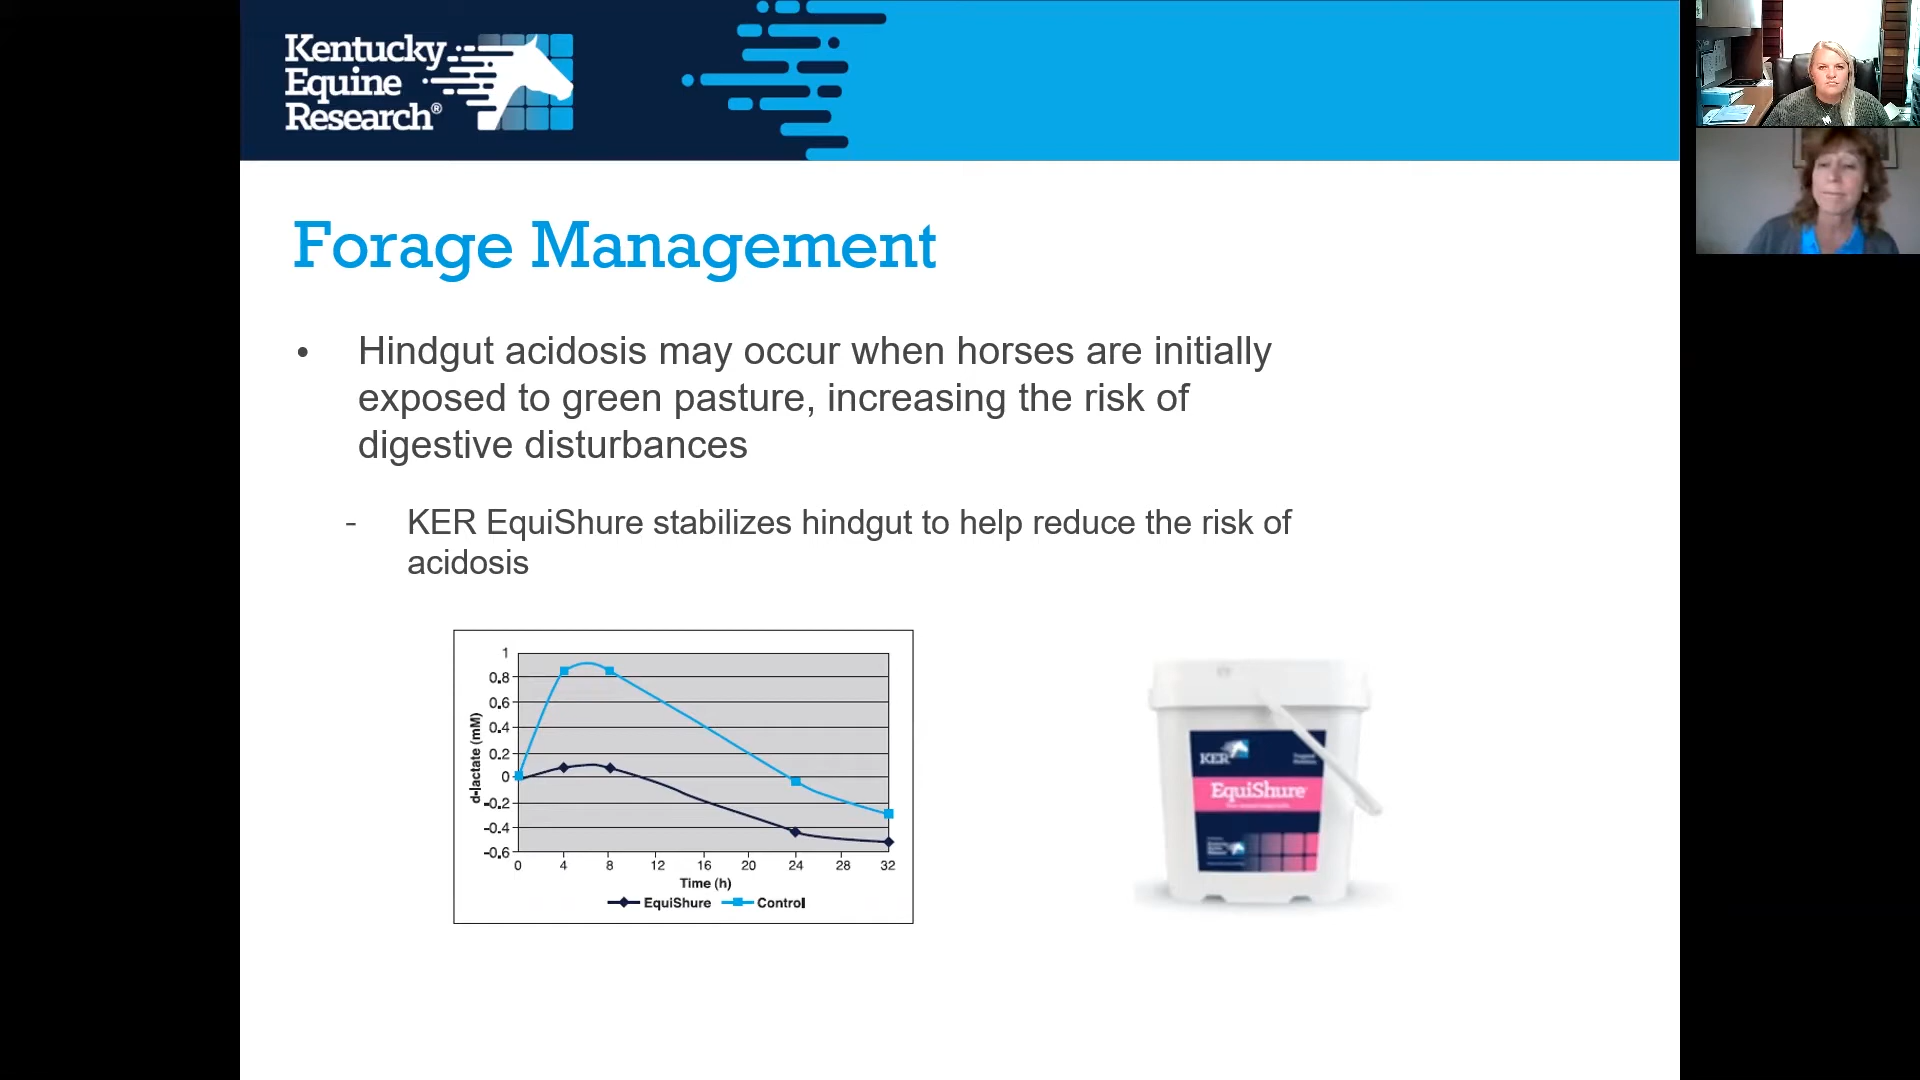 Kentucky
Equine
Research®
Forage Management
• Hindgut acidosis may occur when horses are initially
exposed to green pasture, increasing the risk of
digestive disturbances
- KER EquiShure stabilizes hindgut to help reduce the risk of
acidosis
d-lactate (mM)
1
0.8
0.6
0.4
0.2
0
-0.2
-0.4
-0.6
0 4 8 12 16 20 24 28 32
Time (h)
EquiShure Control
KER
EquiShure